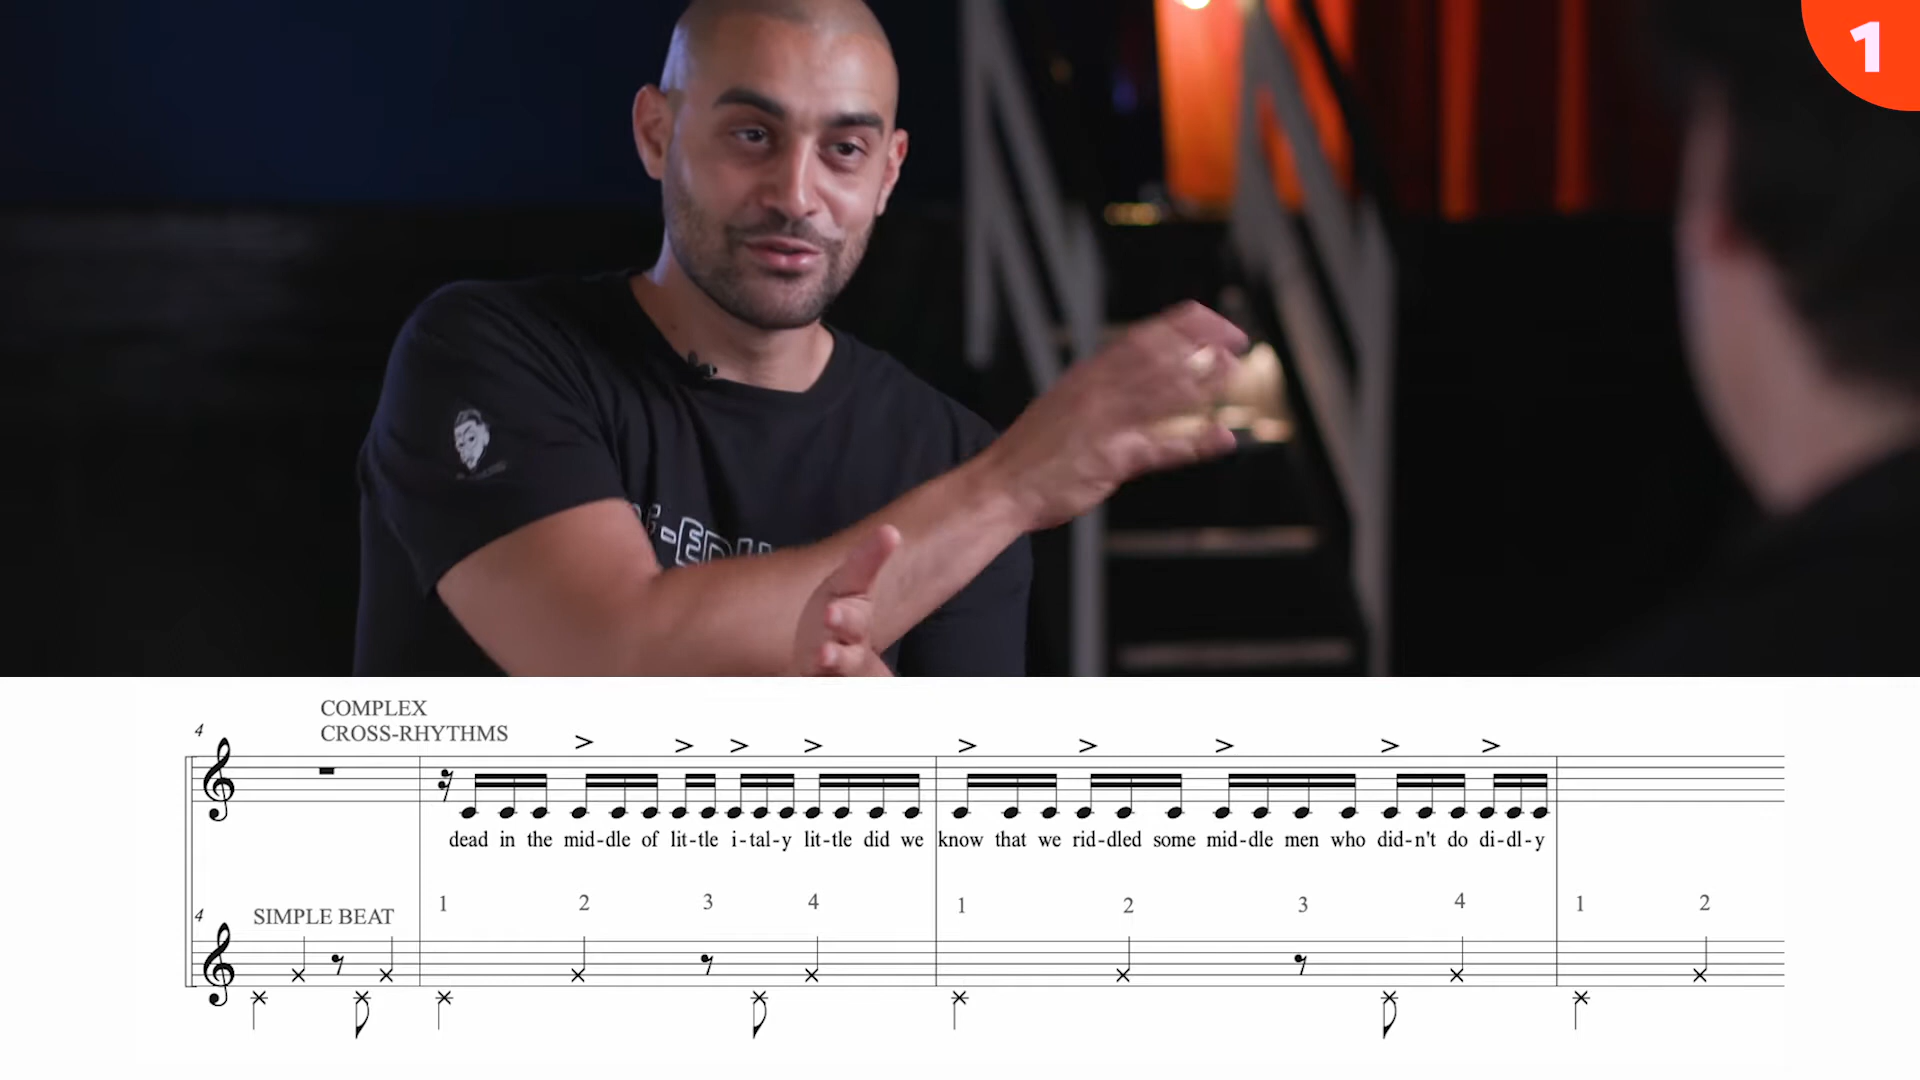 1
-EDU
COMPLEX
CROSS-RHYTHMS
4
dead in the mid-dle of lit-tle i-tal-y lit-tle did we know that we rid-dled some mid-dle men who did-n't do di-dl-y
4
SIMPLE BEAT
1 2 3 4 1 2 3 4 1 2